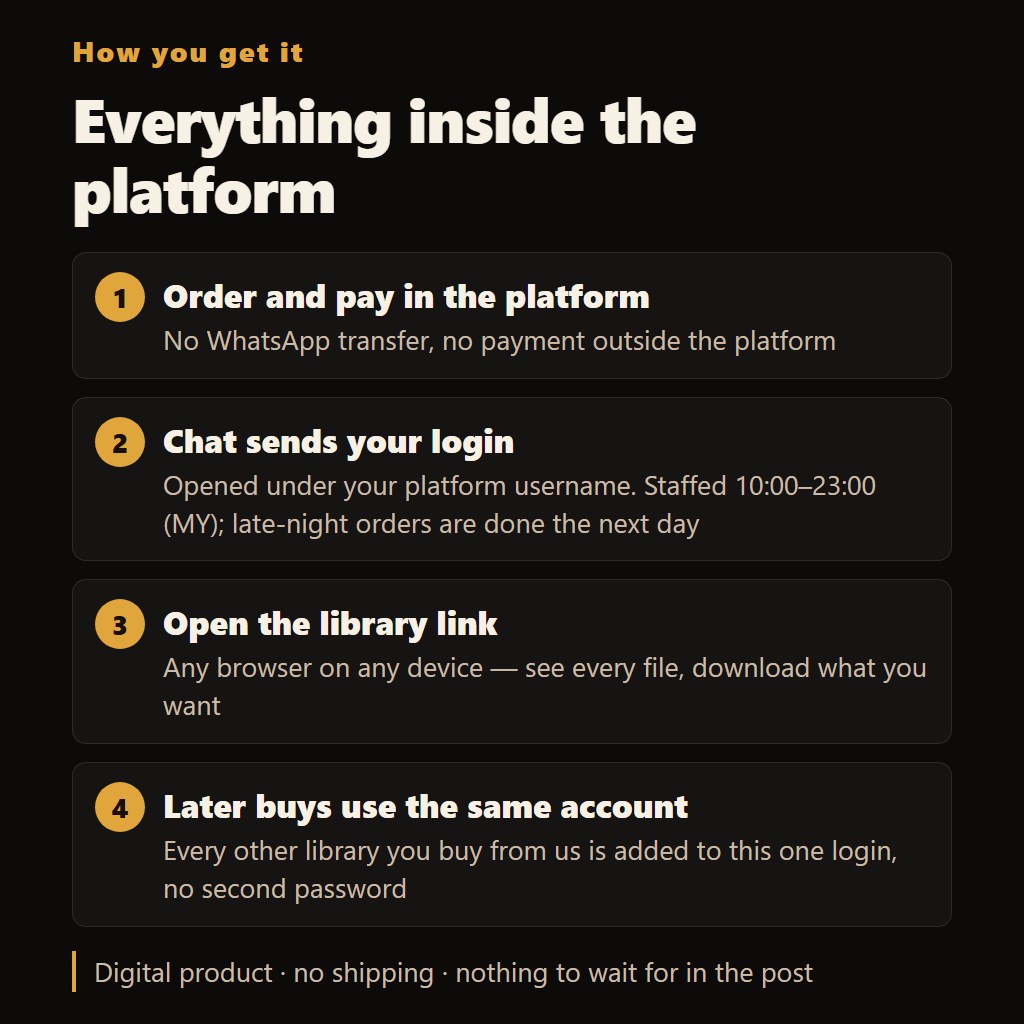 How you get it
Everything inside the
platform
1
Order and pay in the platform
No WhatsApp transfer, no payment outside the platform
2
Chat sends your login
Opened under your platform username. Staffed 10:00–23:00
(MY); late-night orders are done the next day
3
Open the library link
Any browser on any device — see every file, download what you
want
4
Later buys use the same account
Every other library you buy from us is added to this one login,
no second password
Digital product · no shipping · nothing to wait for in the post